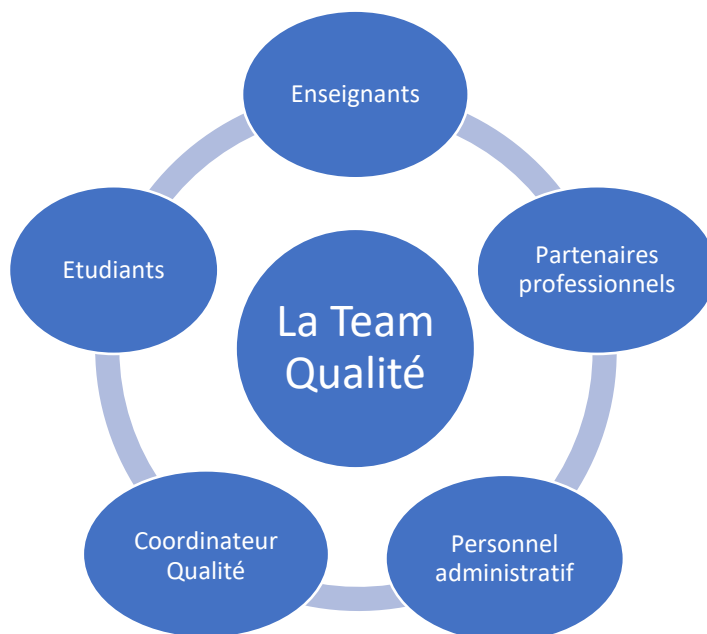 Enseignants
Partenaires
professionnels
Etudiants
La Team
Qualité
Coordinateur
Qualité
Personnel
administratif